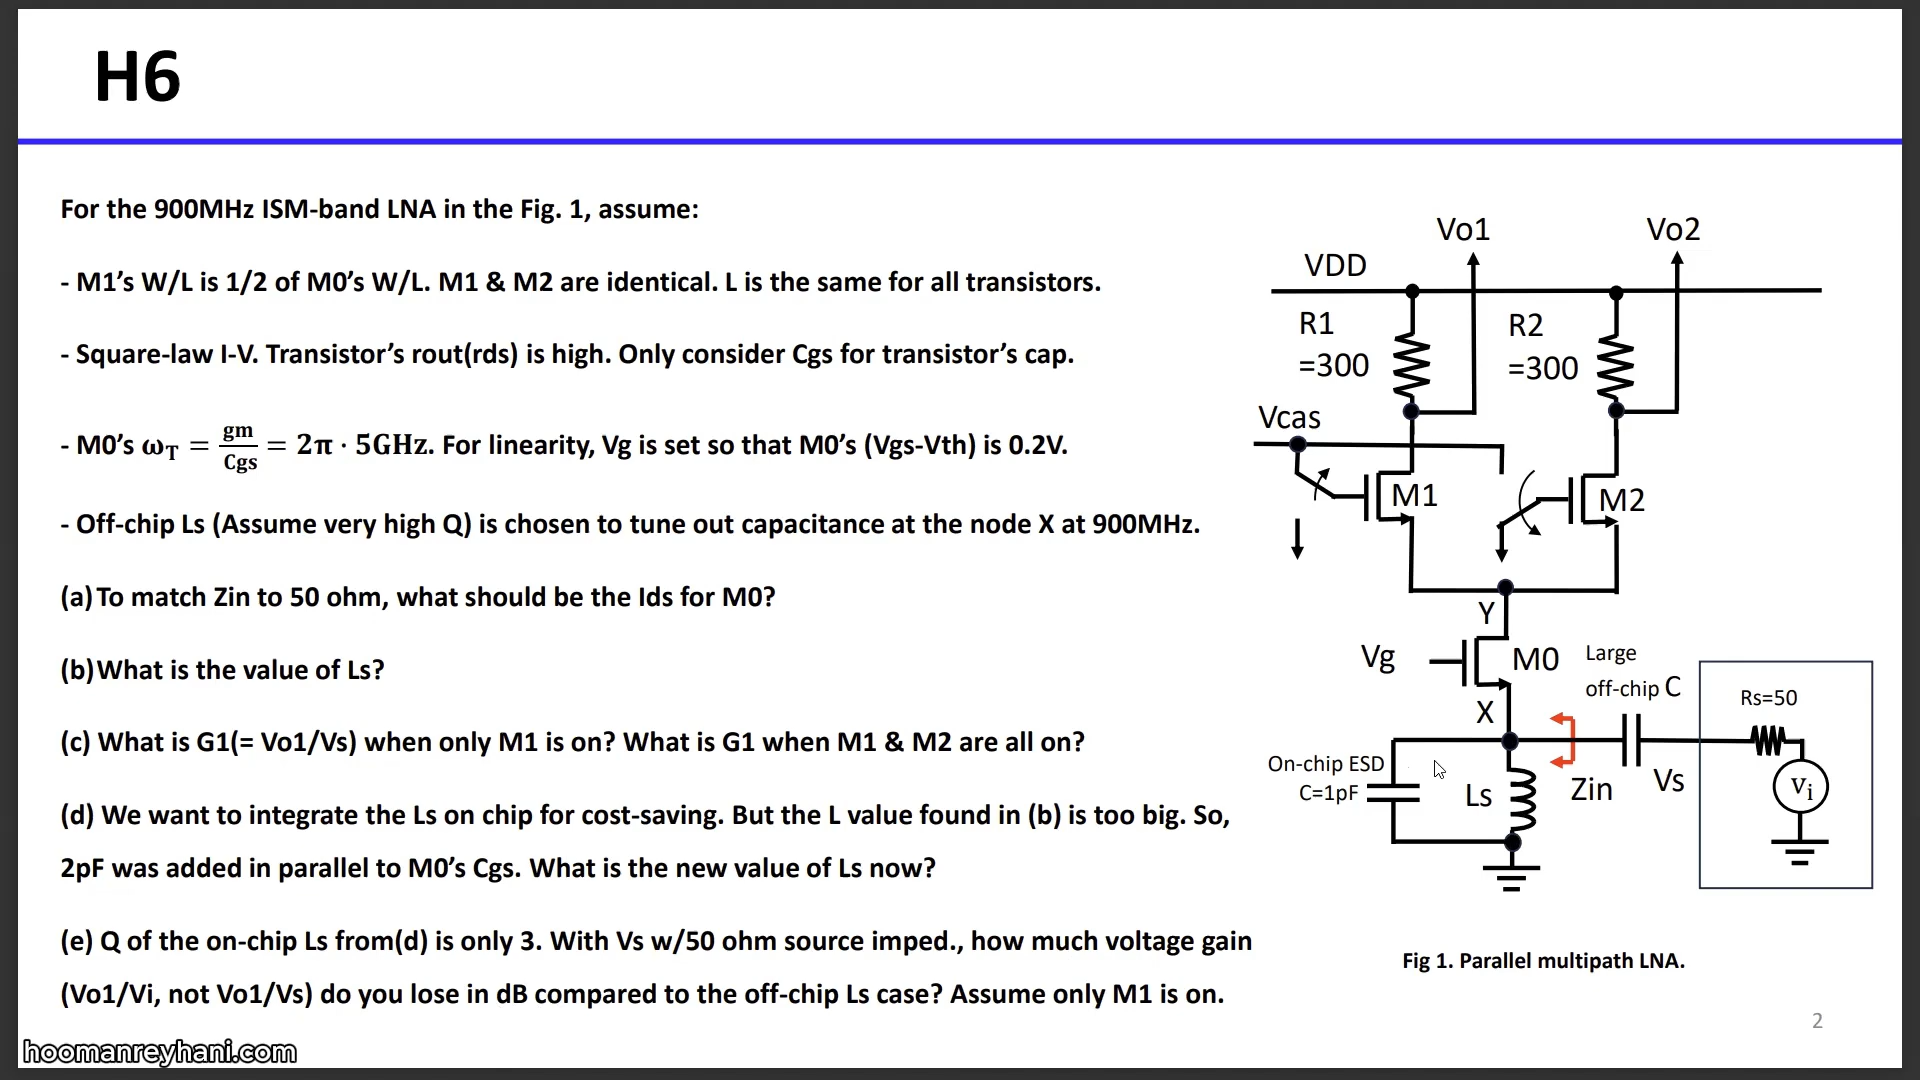 H6
For the 900MHz ISM-band LNA in the Fig. 1, assume:
- M1’s W/L is 1/2 of M0’s W/L. M1 & M2 are identical. L is the same for all transistors.
- Square-law I-V. Transistor’s rout(rds) is high. Only consider Cgs for transistor’s cap.
- M0’s ωT = gm/Cgs = 2π · 5GHz. For linearity, Vg is set so that M0’s (Vgs-Vth) is 0.2V.
- Off-chip Ls (Assume very high Q) is chosen to tune out capacitance at the node X at 900MHz.
(a) To match Zin to 50 ohm, what should be the Ids for M0?
(b) What is the value of Ls?
(c) What is G1(= Vo1/Vs) when only M1 is on? What is G1 when M1 & M2 are all on?
(d) We want to integrate the Ls on chip for cost-saving. But the L value found in (b) is too big. So,
2pF was added in parallel to M0’s Cgs. What is the new value of Ls now?
(e) Q of the on-chip Ls from(d) is only 3. With Vs w/50 ohm source imped., how much voltage gain
(Vo1/Vi, not Vo1/Vs) do you lose in dB compared to the off-chip Ls case? Assume only M1 is on.
Vo1
Vo2
VDD
R1
=300
R2
=300
Vcas
M1
M2
Y
Vg
M0
Large
off-chip C
Rs=50
X
On-chip ESD
C=1pF
Ls
Zin
Vs
vi
Fig 1. Parallel multipath LNA.
2
hoomanreyhani.com